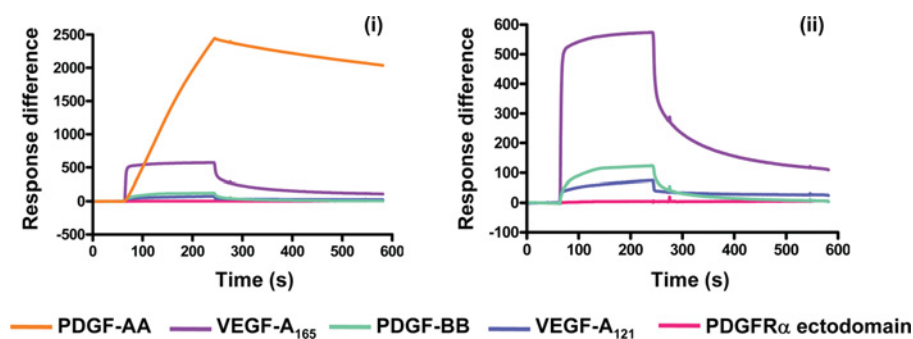 (i)
(ii)
Response difference
2500
2000
1500
1000
500
0
-500
0 100 200 300 400 500 600
Time (s)
Response difference
600
500
400
300
200
100
0
-100
0 100 200 300 400 500 600
Time (s)
PDGF-AA VEGF-A₁₆₅ PDGF-BB VEGF-A₁₂₁ PDGFRα ectodomain